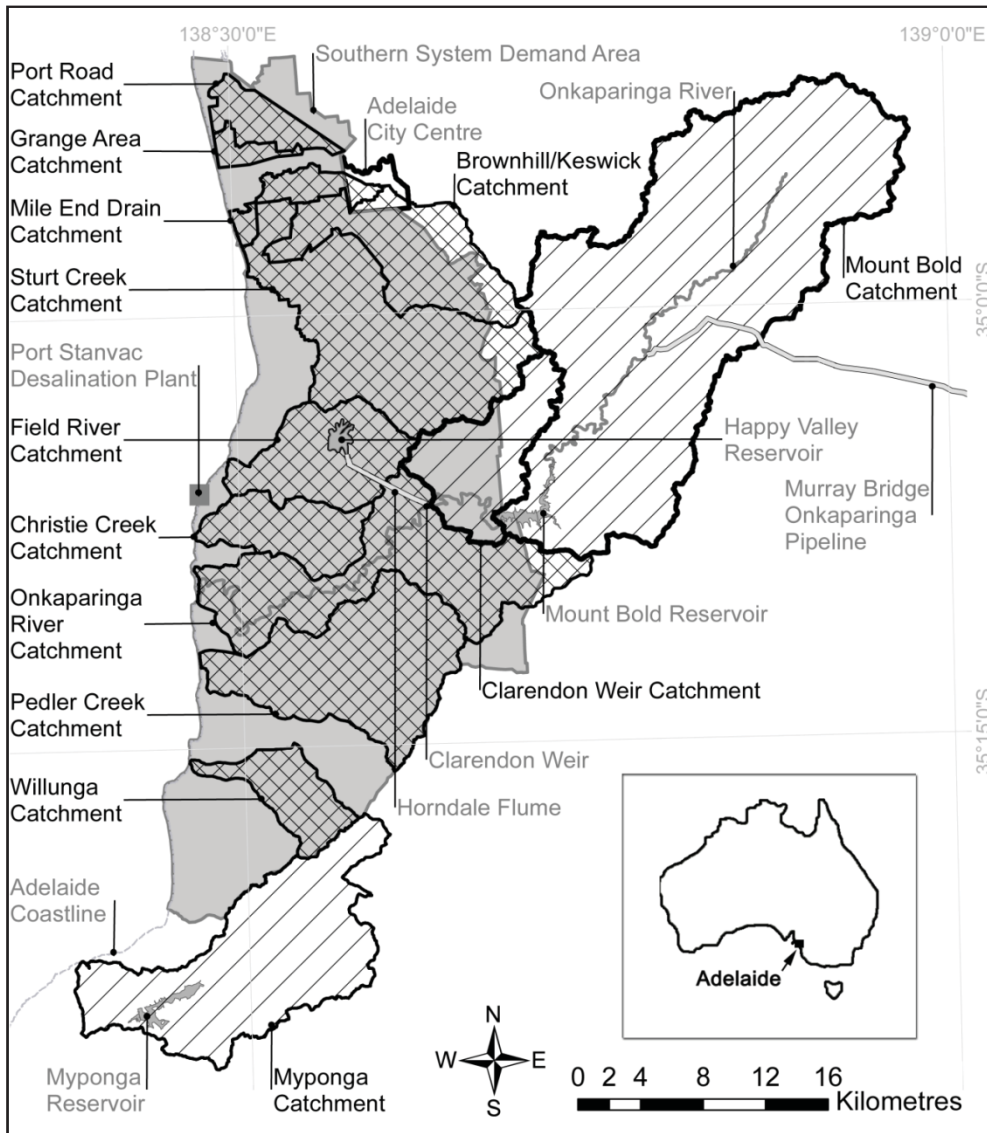 138°30'0"E
139°0'0"E
Southern System Demand Area
Port Road
Catchment
Onkaparinga River
Adelaide
City Centre
Grange Area
Catchment
Brownhill/Keswick
Catchment
Mile End Drain
Catchment
Mount Bold
Catchment
Sturt Creek
Catchment
35°0'0"S
Port Stanvac
Desalination Plant
Field River
Catchment
Happy Valley
Reservoir
Murray Bridge
Onkaparinga
Pipeline
Christie Creek
Catchment
Onkaparinga
River
Catchment
Mount Bold Reservoir
Clarendon Weir Catchment
Pedler Creek
Catchment
35°15'0"S
Clarendon Weir
Willunga
Catchment
Horndale Flume
Adelaide
Coastline
Adelaide
N
W E
S
Myponga
Reservoir
Myponga
Catchment
0 2 4 8 12 16
Kilometres